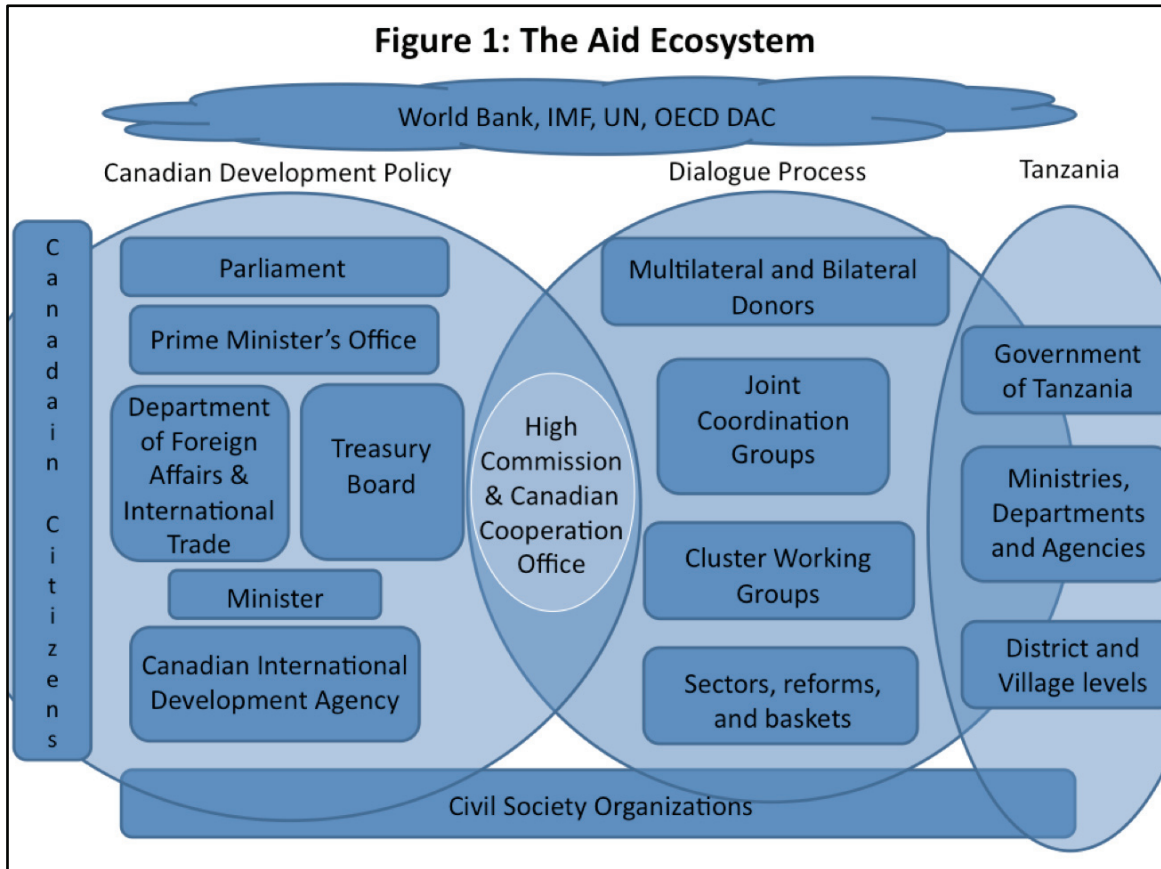 Figure 1: The Aid Ecosystem
World Bank, IMF, UN, OECD DAC
Canadian Development Policy
Dialogue Process
Tanzania
Canadain Citizens
Parliament
Prime Minister's Office
Department
of Foreign
Affairs &
International
Trade
Treasury
Board
Minister
Canadian International
Development Agency
High
Commission
& Canadian
Cooperation
Office
Multilateral and Bilateral
Donors
Joint
Coordination
Groups
Cluster Working
Groups
Sectors, reforms,
and baskets
Government
of Tanzania
Ministries,
Departments
and Agencies
District and
Village levels
Civil Society Organizations